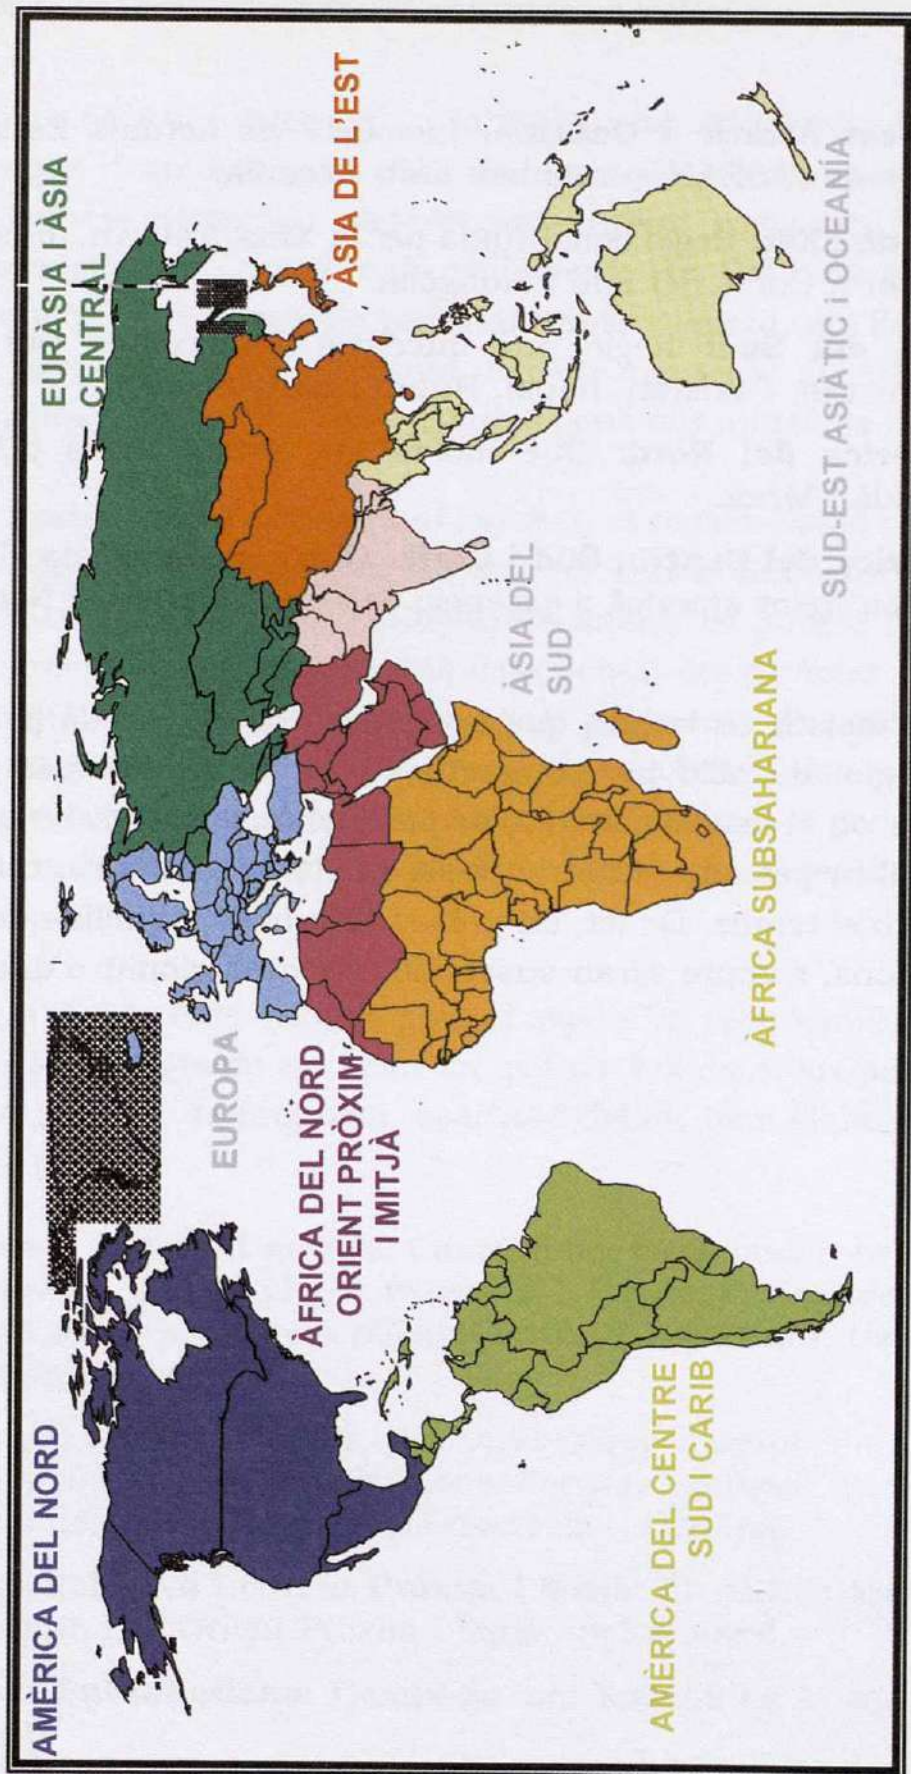 AMÈRICA DEL NORD
EURÀSIA I ÀSIA
CENTRAL
EUROPA
ÀSIA DE L'EST
ÀFRICA DEL NORD
ORIENT PRÒXIM
I MITJÀ
ÀSIA DEL
SUD
AMÈRICA DEL CENTRE
SUD I CARIB
ÀFRICA SUBSAHARIANA
SUD-EST ASIÀTIC i OCEANÍA